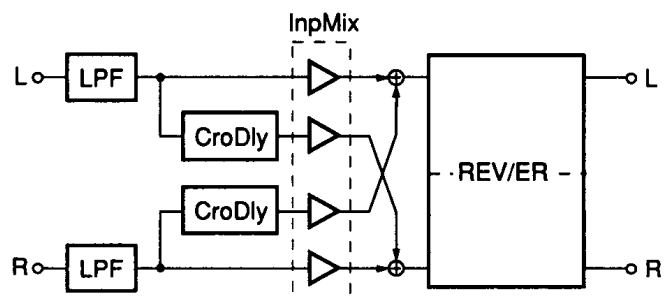 InpMix
L LPF L
CroDly
REV/ER
CroDly
R LPF R